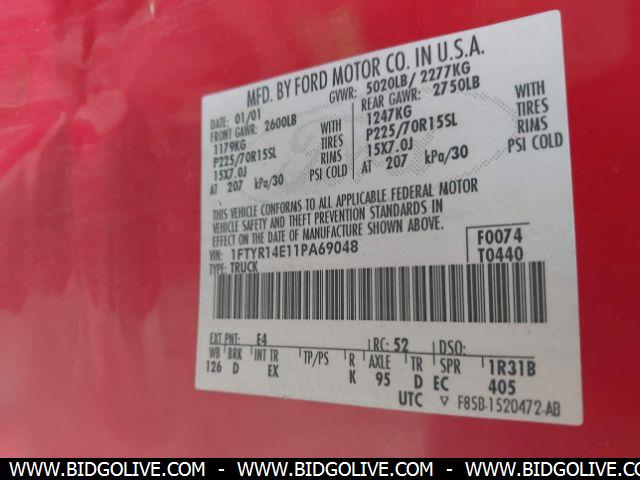 MFD. BY FORD MOTOR CO. IN U.S.A.
DATE: 01/01 GVWR: 5020LB/ 2277KG
FRONT GAWR: 2600LB REAR GAWR: 2750LB
1179KG WITH 1247KG WITH
P225/70R15SL TIRES P225/70R15SL TIRES
15X7.0J RIMS 15X7.0J RIMS
AT 207 kPa/30 PSI COLD AT 207 kPa/30 PSI COLD
THIS VEHICLE CONFORMS TO ALL APPLICABLE FEDERAL MOTOR
VEHICLE SAFETY AND THEFT PREVENTION STANDARDS IN
EFFECT ON THE DATE OF MANUFACTURE SHOWN ABOVE.
VIN: 1FTYR14E11PA69048 F0074
TYPE: TRUCK T0440
EXT PNT: E4 RC: 52 DSO:
WB BRK INT TR TP/PS R AXLE TR SPR 1R31B
126 D EX K 95 D EC 405
UTC ▽ F85B-1520472-AB
WWW.BIDGOLIVE.COM - WWW.BIDGOLIVE.COM - WWW.BIDGOLIVE.COM